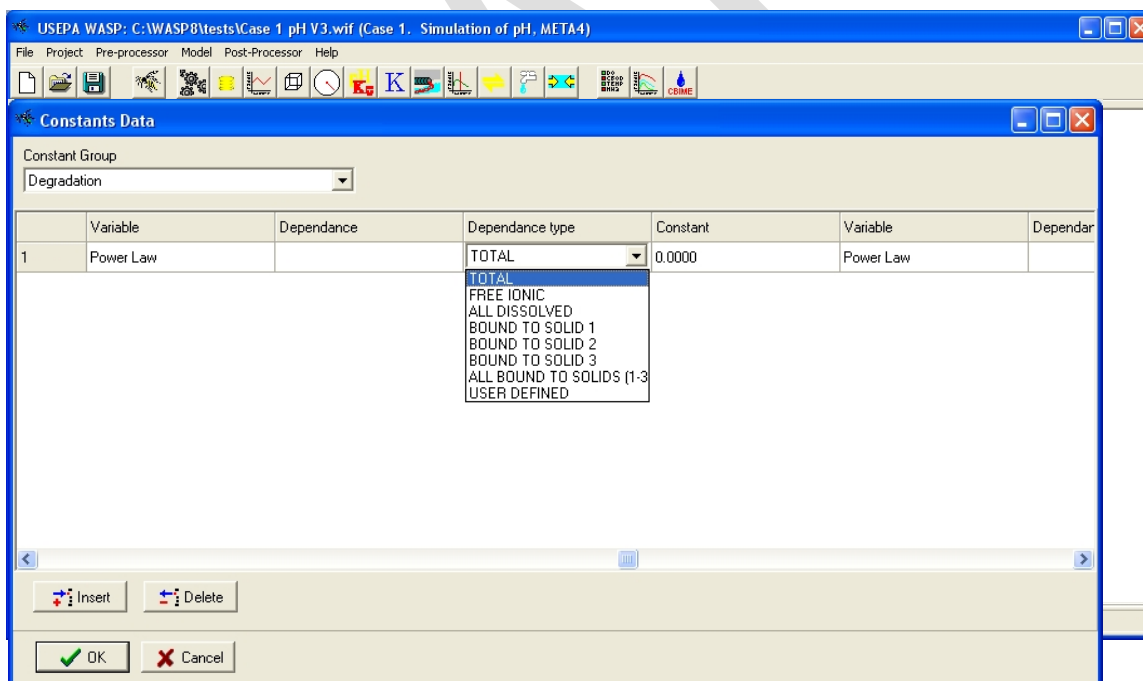 USEPA WASP: C:\WASP8\tests\Case 1 pH V3.wif (Case 1. Simulation of pH, META4)
File Project Pre-processor Model Post-Processor Help
K K CBIME
Constants Data
Constant Group
Degradation
Variable Dependance Dependance type Constant Variable Dependar
1 Power Law TOTAL 0.0000 Power Law
TOTAL
FREE IONIC
ALL DISSOLVED
BOUND TO SOLID 1
BOUND TO SOLID 2
BOUND TO SOLID 3
ALL BOUND TO SOLIDS (1-3
USER DEFINED
Insert Delete
OK Cancel